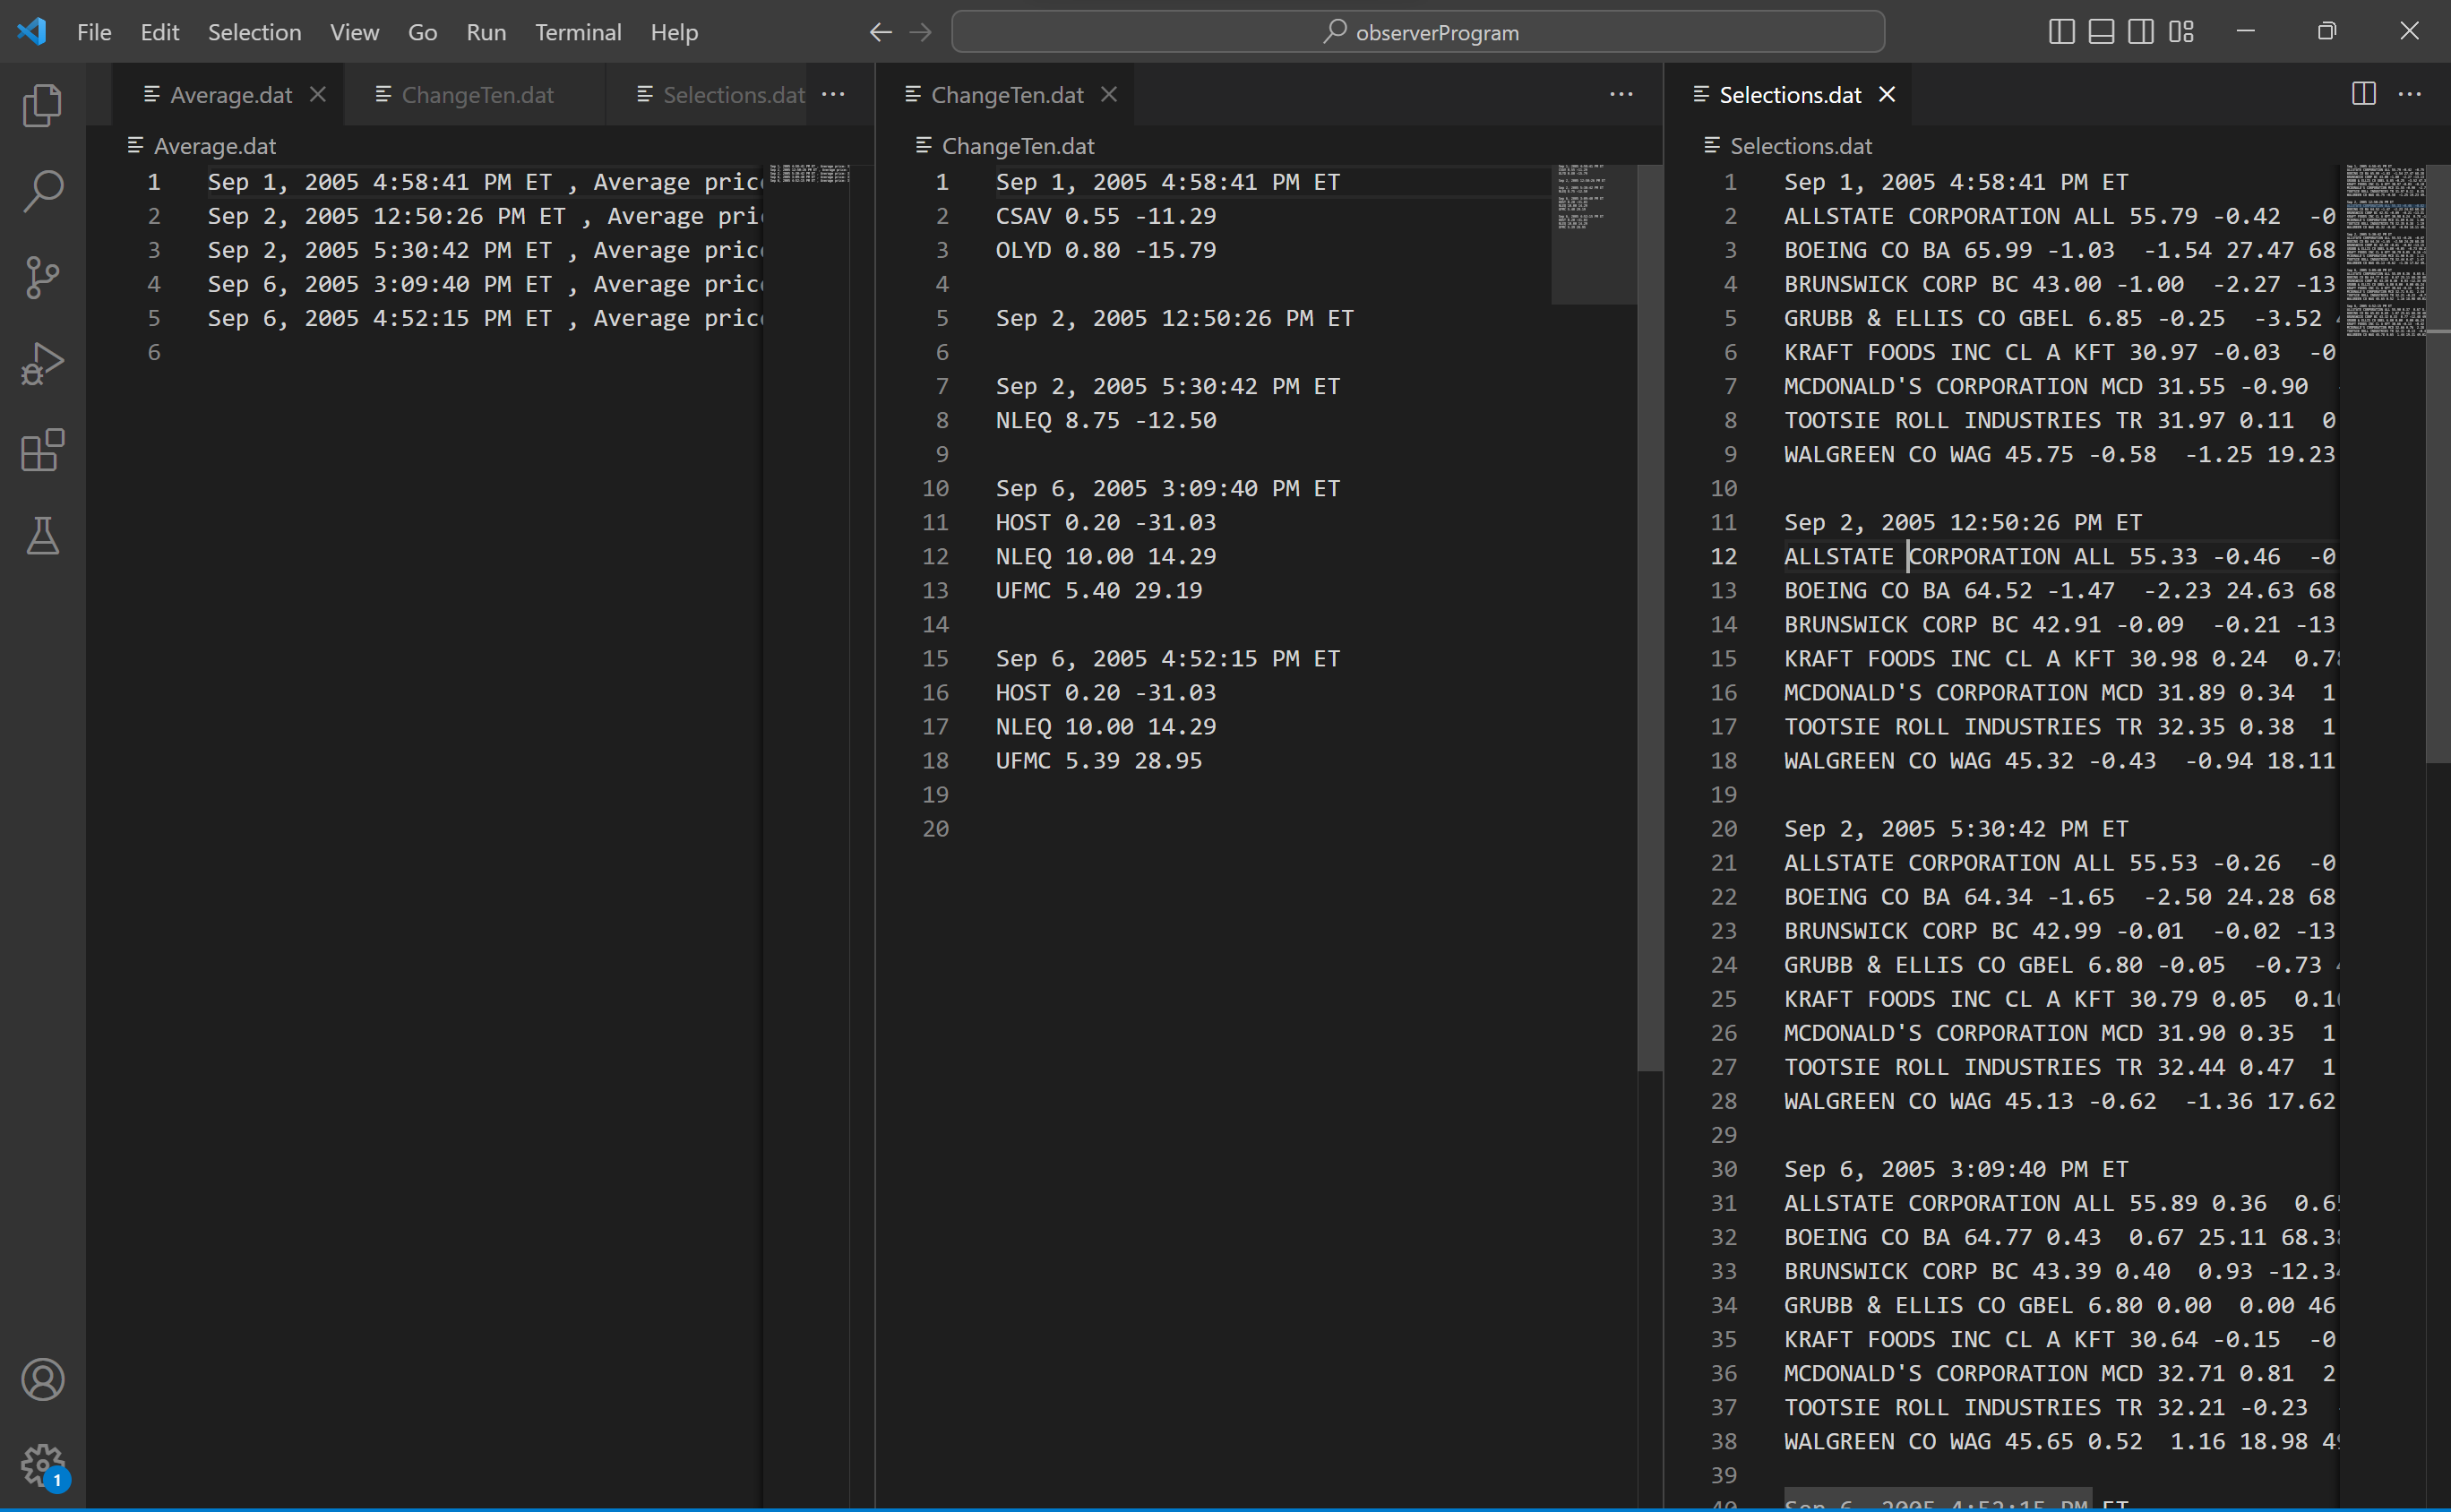 File Edit Selection View Go Run Terminal Help
observerProgram
Average.dat
ChangeTen.dat
Selections.dat
Average.dat
1 Sep 1, 2005 4:58:41 PM ET , Average
2 Sep 2, 2005 12:50:26 PM ET , Average
3 Sep 2, 2005 5:30:42 PM ET , Average
4 Sep 6, 2005 3:09:40 PM ET , Average
5 Sep 6, 2005 4:52:15 PM ET , Average
6
ChangeTen.dat
ChangeTen.dat
1 Sep 1, 2005 4:58:41 PM ET
2 CSAV 0.55 -11.29
3 OLYD 0.80 -15.79
4
5 Sep 2, 2005 12:50:26 PM ET
6
7 Sep 2, 2005 5:30:42 PM ET
8 NLEQ 8.75 -12.50
9
10 Sep 6, 2005 3:09:40 PM ET
11 HOST 0.20 -31.03
12 NLEQ 10.00 14.29
13 UFMC 5.40 29.19
14
15 Sep 6, 2005 4:52:15 PM ET
16 HOST 0.20 -31.03
17 NLEQ 10.00 14.29
18 UFMC 5.39 28.95
19
20
Selections.dat
Selections.dat
1 Sep 1, 2005 4:58:41 PM ET
2 ALLSTATE CORPORATION ALL 55.79 -0.42 -0
3 BOEING CO BA 65.99 -1.03 -1.54 27.47 68
4 BRUNSWICK CORP BC 43.00 -1.00 -2.27 -13
5 GRUBB & ELLIS CO GBEL 6.85 -0.25 -3.52
6 KRAFT FOODS INC CL A KFT 30.97 -0.03 -0
7 MCDONALD'S CORPORATION MCD 31.55 -0.90
8 TOOTSIE ROLL INDUSTRIES TR 31.97 0.11 0
9 WALGREEN CO WAG 45.75 -0.58 -1.25 19.23
10
11 Sep 2, 2005 12:50:26 PM ET
12 ALLSTATE CORPORATION ALL 55.33 -0.46 -0
13 BOEING CO BA 64.52 -1.47 -2.23 24.63 68
14 BRUNSWICK CORP BC 42.91 -0.09 -0.21 -13
15 KRAFT FOODS INC CL A KFT 30.98 0.24 0.78
16 MCDONALD'S CORPORATION MCD 31.89 0.34 1
17 TOOTSIE ROLL INDUSTRIES TR 32.35 0.38 1
18 WALGREEN CO WAG 45.32 -0.43 -0.94 18.11
19
20 Sep 2, 2005 5:30:42 PM ET
21 ALLSTATE CORPORATION ALL 55.53 -0.26 -0
22 BOEING CO BA 64.34 -1.65 -2.50 24.28 68
23 BRUNSWICK CORP BC 42.99 -0.01 -0.02 -13
24 GRUBB & ELLIS CO GBEL 6.80 -0.05 -0.73
25 KRAFT FOODS INC CL A KFT 30.79 0.05 0.1
26 MCDONALD'S CORPORATION MCD 31.90 0.35 1
27 TOOTSIE ROLL INDUSTRIES TR 32.44 0.47 1
28 WALGREEN CO WAG 45.13 -0.62 -1.36 17.62
29
30 Sep 6, 2005 3:09:40 PM ET
31 ALLSTATE CORPORATION ALL 55.89 0.36 0.6
32 BOEING CO BA 64.77 0.43 0.67 25.11 68.38
33 BRUNSWICK CORP BC 43.39 0.40 0.93 -12.3
34 GRUBB & ELLIS CO GBEL 6.80 0.00 0.00 46
35 KRAFT FOODS INC CL A KFT 30.64 -0.15 -0
36 MCDONALD'S CORPORATION MCD 32.71 0.81 2
37 TOOTSIE ROLL INDUSTRIES TR 32.21 -0.23
38 WALGREEN CO WAG 45.65 0.52 1.16 18.98 4
39
40 Sep 6, 2005 4:52:15 PM ET
1